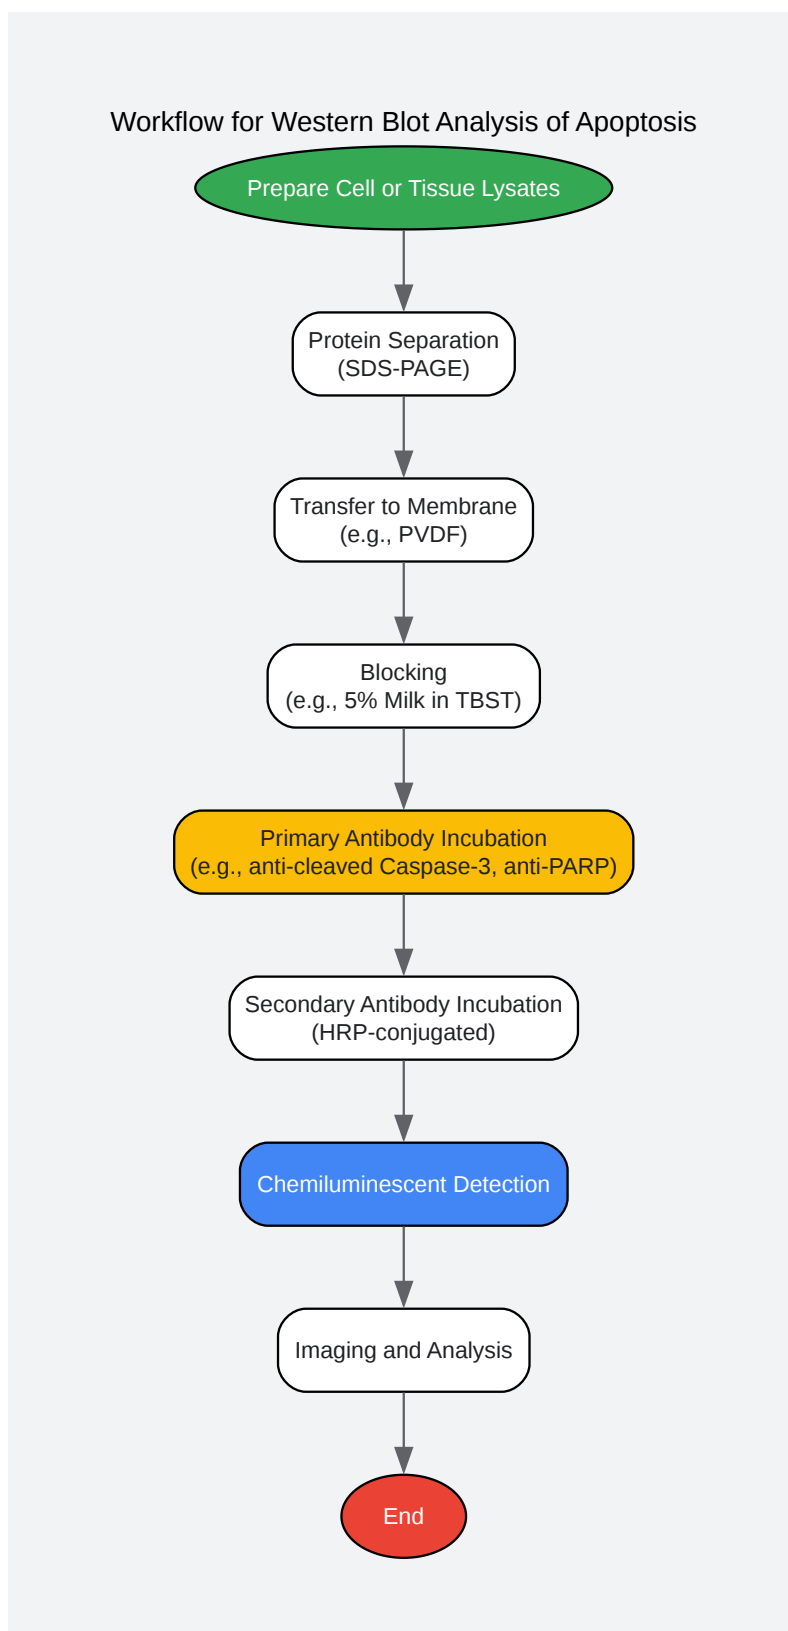 Workflow for Western Blot Analysis of Apoptosis
Prepare Cell or Tissue Lysates
Protein Separation
(SDS-PAGE)
Transfer to Membrane
(e.g., PVDF)
Blocking
(e.g., 5% Milk in TBST)
Primary Antibody Incubation
(e.g., anti-cleaved Caspase-3, anti-PARP)
Secondary Antibody Incubation
(HRP-conjugated)
Chemiluminescent Detection
Imaging and Analysis
End